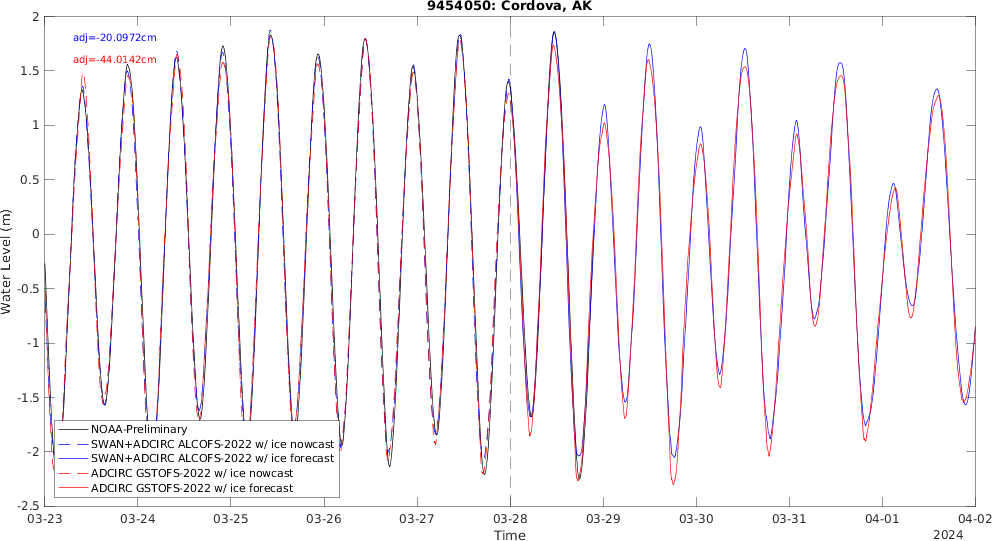 9454050: Cordova, AK
adj=-20.0972cm
adj=-44.0142cm
2
1.5
1
0.5
0
-0.5
-1
-1.5
-2
-2.5
Water Level (m)
NOAA-Preliminary
SWAN+ADCIRC ALCOFS-2022 w/ ice nowcast
SWAN+ADCIRC ALCOFS-2022 w/ ice forecast
ADCIRC GSTOFS-2022 w/ ice nowcast
ADCIRC GSTOFS-2022 w/ ice forecast
03-23 03-24 03-25 03-26 03-27 03-28 03-29 03-30 03-31 04-01 04-02
Time
2024